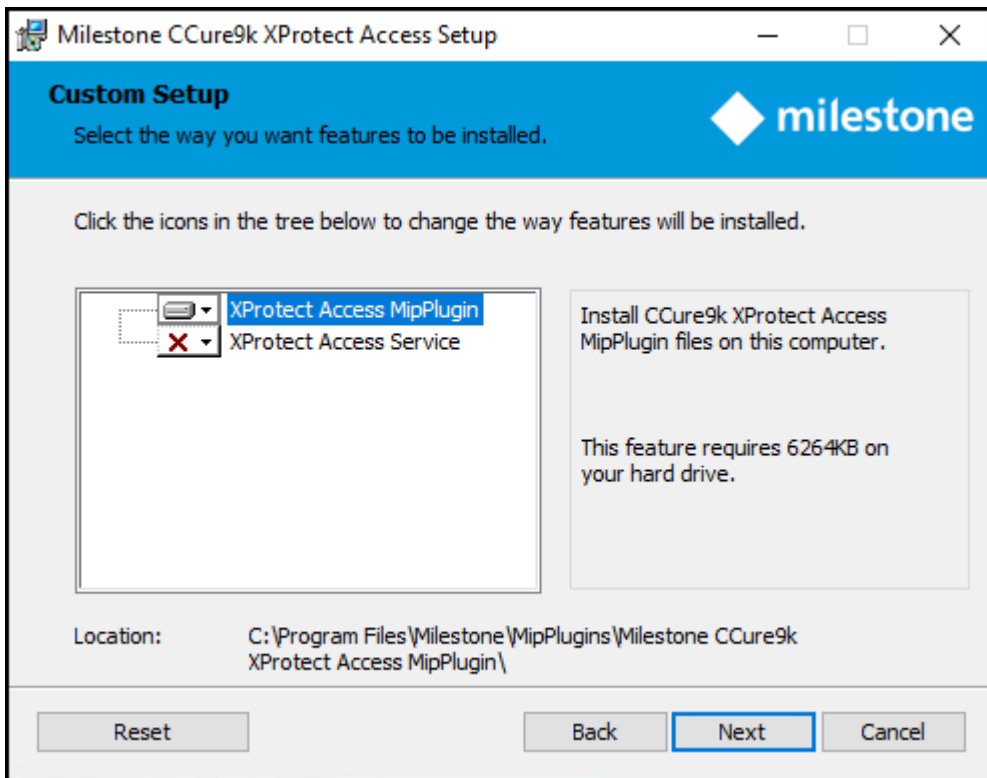 Milestone CCure9k XProtect Access Setup
Custom Setup
Select the way you want features to be installed.
milestone
Click the icons in the tree below to change the way features will be installed.
XProtect Access MipPlugin
XProtect Access Service
Install CCure9k XProtect Access
MipPlugin files on this computer.
This feature requires 6264KB on
your hard drive.
Location:
C:\Program Files\Milestone\MipPlugins\Milestone CCure9k
XProtect Access MipPlugin\
Reset
Back
Next
Cancel